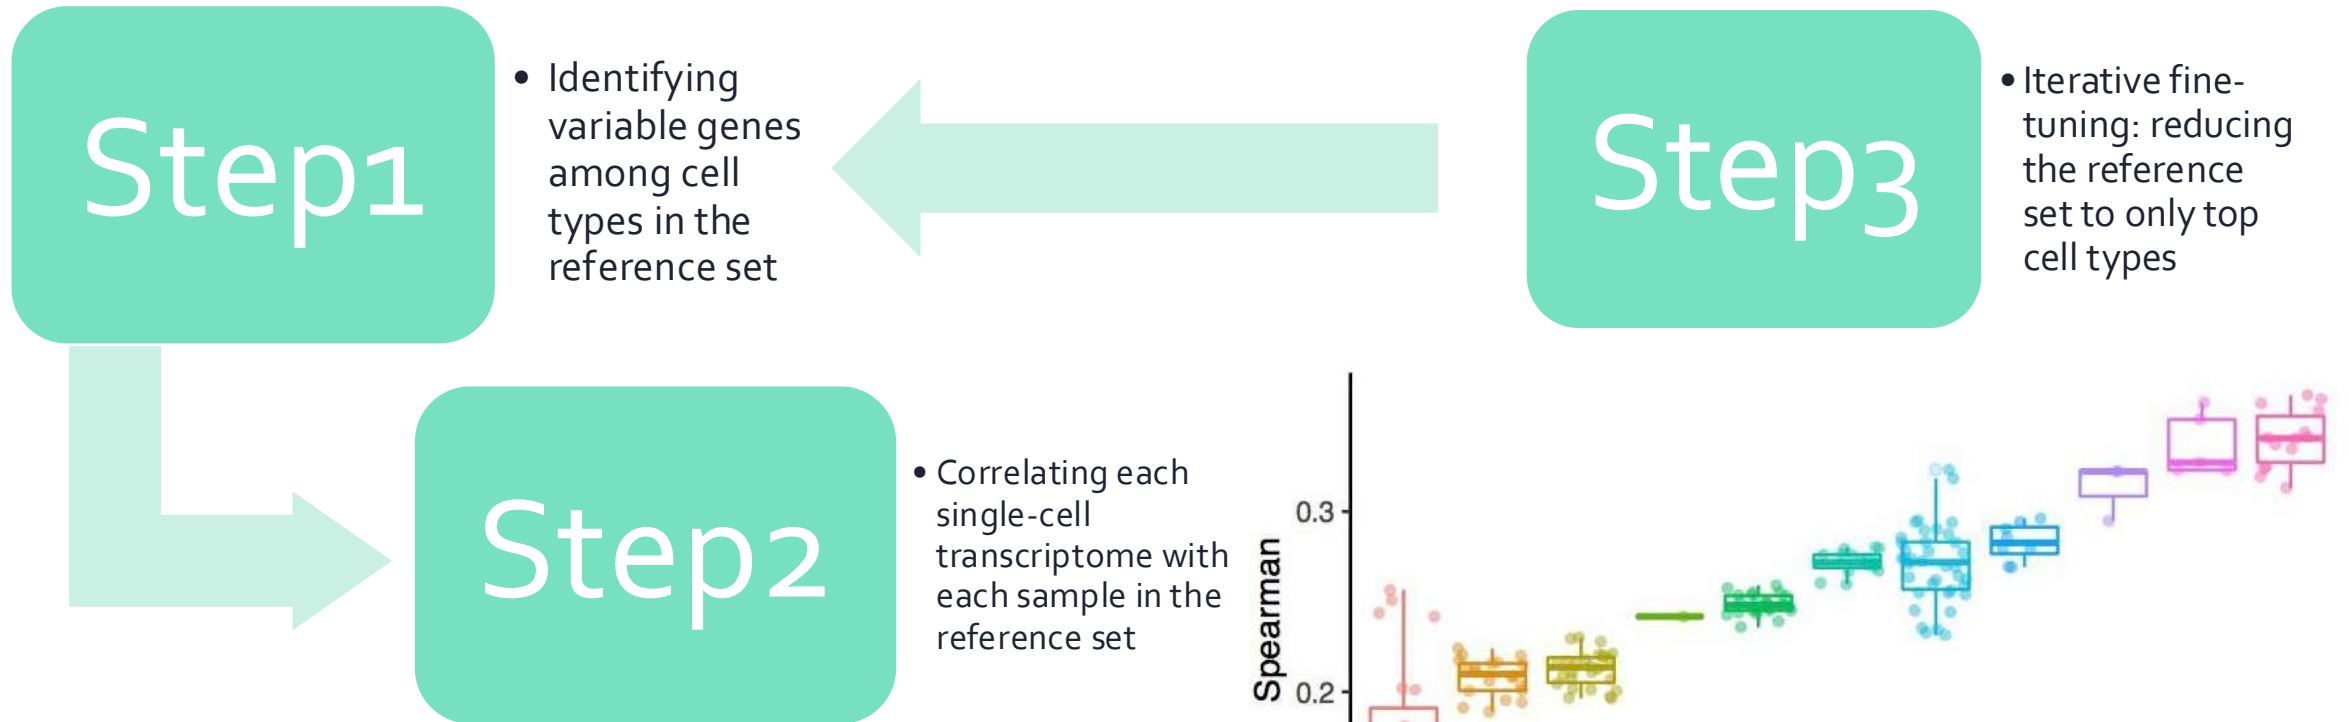 Step1
• Identifying
variable genes
among cell
types in the
reference set
Step3
• Iterative fine-
tuning: reducing
the reference
set to only top
cell types
Step2
• Correlating each
single-cell
transcriptome with
each sample in the
reference set
Spearman
0.3
0.2